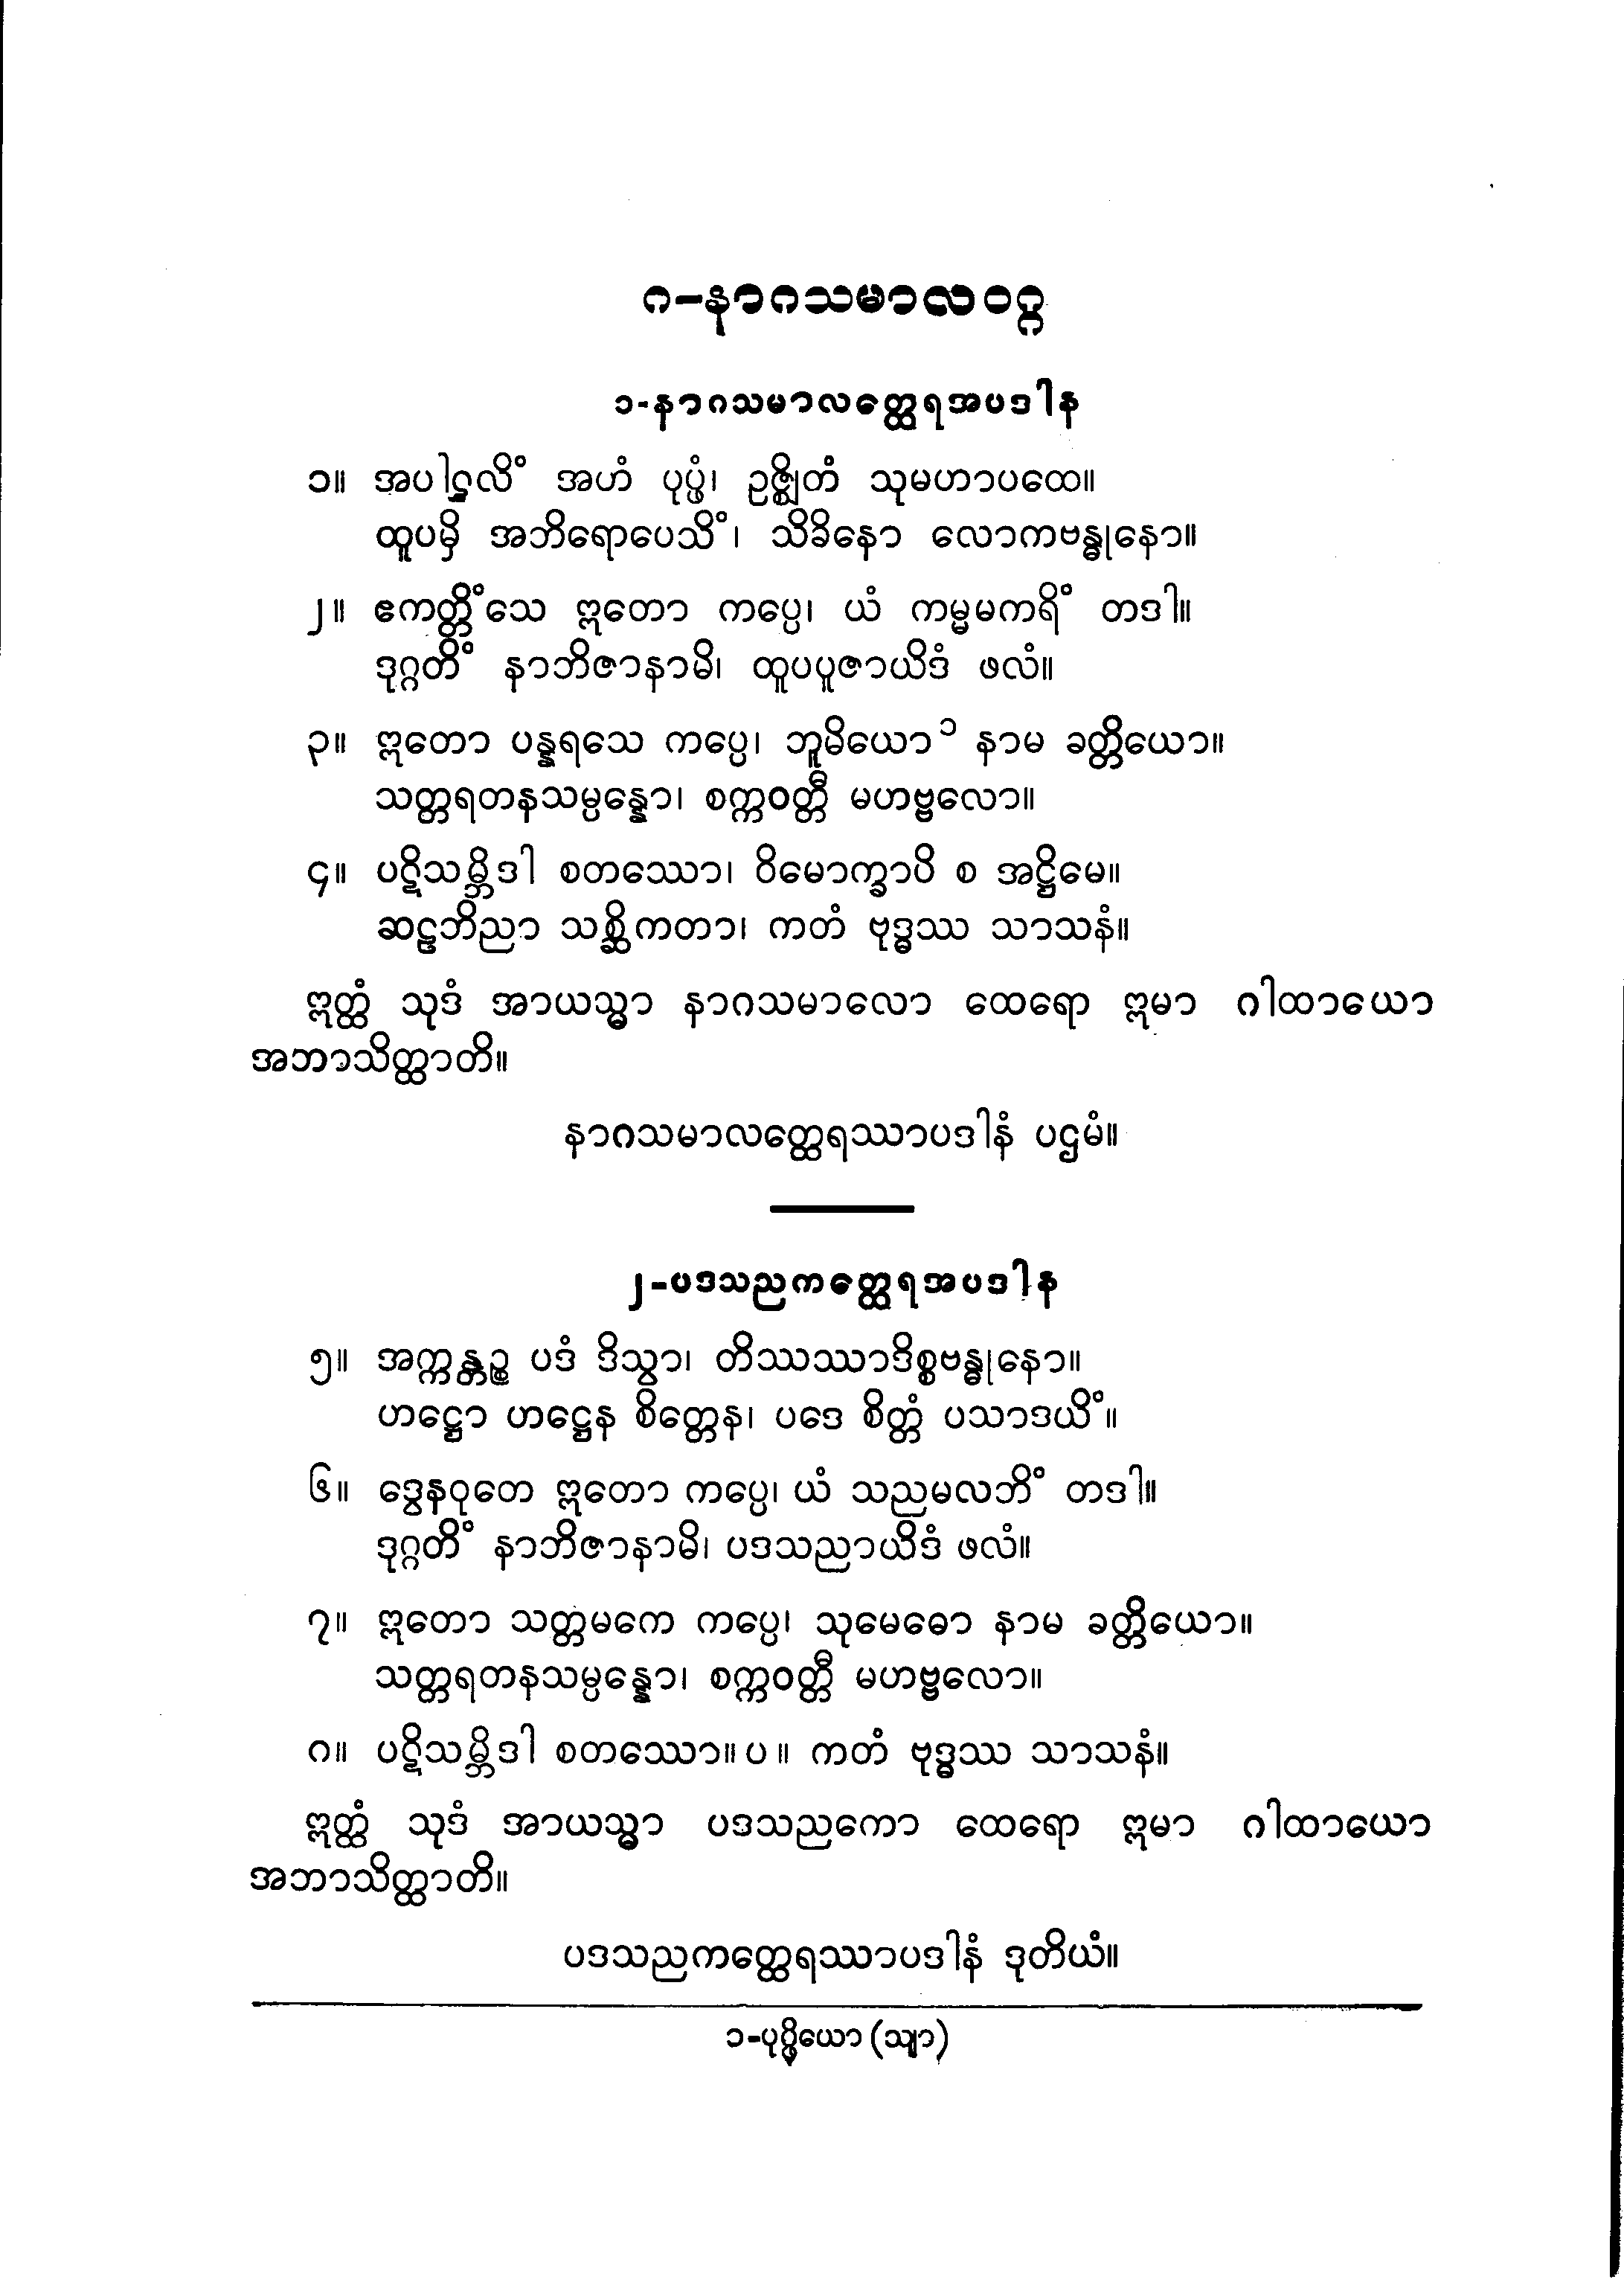 ၈-နာဂသမာလဝဂ္ဂ
၁-နာဂသမာလတ္ထေရအပဒါန
၁။ အပါဋလိံ အဟံ ပုပ္ဖံ၊ ဥဇ္ဈိတံ သုမဟာပထေ။
ထူပမှိ အဘိရောပေသိံ၊ သိခိနော လောကဗန္ဓုနော။
၂။ ဧကတ္တိံသေ ဣတော ကပ္ပေ၊ ယံ ကမ္မမကရိံ တဒါ။
ဒုဂ္ဂတိံ နာဘိဇာနာမိ၊ ထူပပူဇာယိဒံ ဖလံ။
၃။ ဣတော ပန္နရသေ ကပ္ပေ၊ ဘူမိယော ၁ နာမ ခတ္တိယော။
သတ္တရတနသမ္ပန္နော၊ စက္ကဝတ္တီ မဟဗ္ဗလော။
၄။ ပဋိသမ္ဘိဒါ စတဿော၊ ဝိမောက္ခာပိ စ အဋ္ဌိမေ။
ဆဠဘိညာ သစ္ဆိကတာ၊ ကတံ ဗုဒ္ဓဿ သာသနံ။
ဣတ္ထံ သုဒံ အာယသ္မာ နာဂသမာလော ထေရော ဣမာ ဂါထာယော
အဘာသိတ္ထာတိ။
နာဂသမာလတ္ထေရဿာပဒါနံ ပဌမံ။
၂-ပဒသညကတ္ထေရအပဒါန
၅။ အက္ကန္တဉ္စ ပဒံ ဒိသွာ၊ တိဿဿာဒိစ္စဗန္ဓုနော။
ဟဋ္ဌော ဟဋ္ဌေန စိတ္တေန၊ ပဒေ စိတ္တံ ပသာဒယိံ။
၆။ ဒွေနဝုတေ ဣတော ကပ္ပေ၊ ယံ သညမလဘိံ တဒါ။
ဒုဂ္ဂတိံ နာဘိဇာနာမိ၊ ပဒသညာယိဒံ ဖလံ။
၇။ ဣတော သတ္တမကေ ကပ္ပေ၊ သုမေဓော နာမ ခတ္တိယော။
သတ္တရတနသမ္ပန္နော၊ စက္ကဝတ္တီ မဟဗ္ဗလော။
၈။ ပဋိသမ္ဘိဒါ စတဿော။ ပ ။ ကတံ ဗုဒ္ဓဿ သာသနံ။
ဣတ္ထံ သုဒံ အာယသ္မာ ပဒသညကော ထေရော ဣမာ ဂါထာယော
အဘာသိတ္ထာတိ။
ပဒသညကတ္ထေရဿာပဒါနံ ဒုတိယံ။
၁-ပုပ္ဖိယော (သျာ)